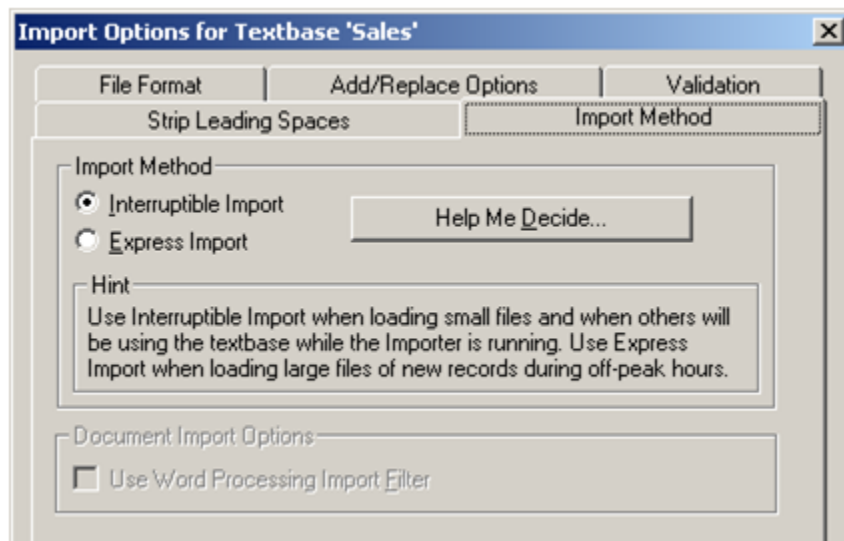 Import Options for Textbase 'Sales'
File Format
Add/Replace Options
Validation
Strip Leading Spaces
Import Method
Import Method
Interruptible Import
Help Me Decide...
Express Import
Hint
Use Interruptible Import when loading small files and when others will
be using the textbase while the Importer is running. Use Express
Import when loading large files of new records during off-peak hours.
Document Import Options
Use Word Processing Import Filter